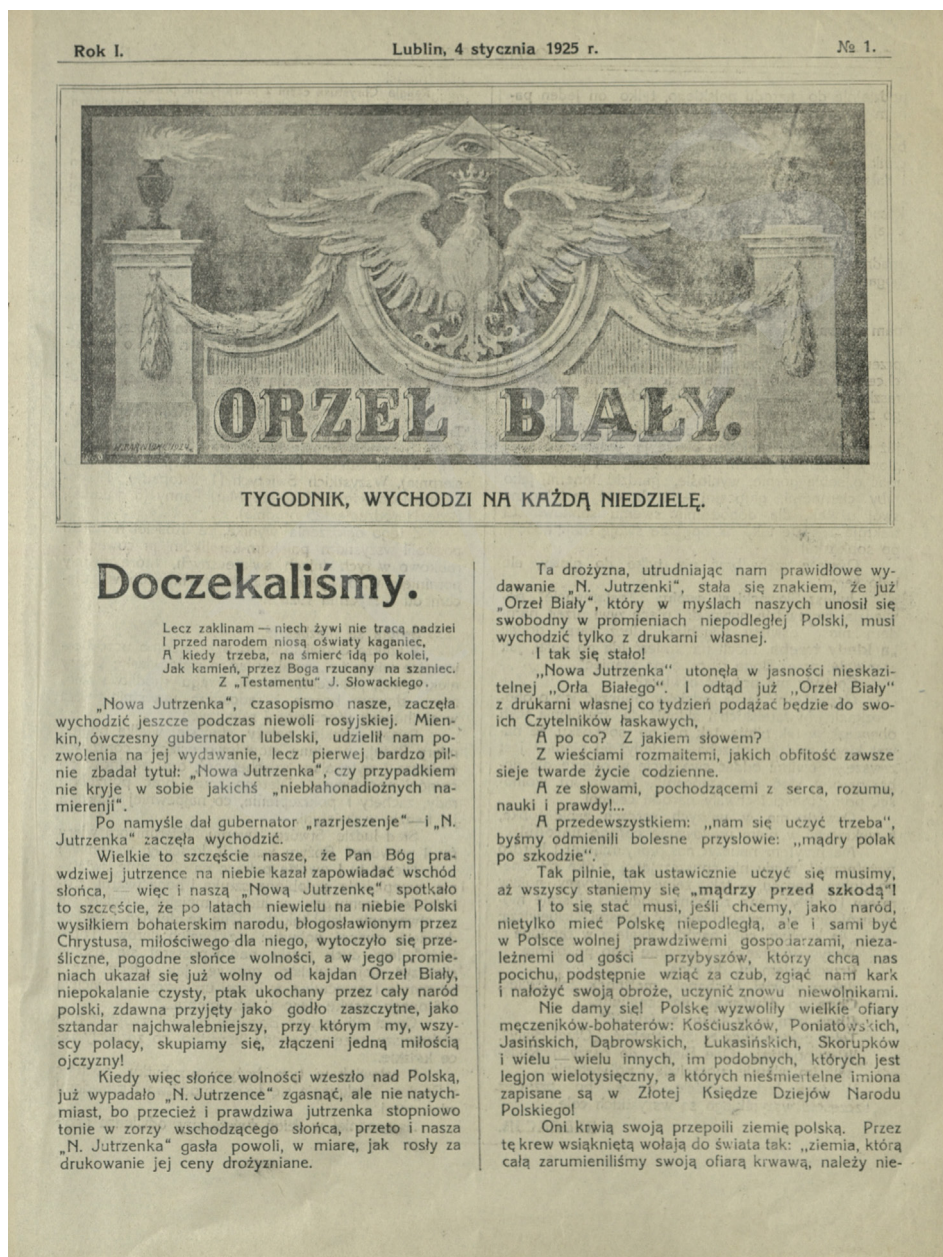 Rok I.
Lublin, 4 stycznia 1925 r.
№ 1.
ORZEŁ BIAŁY.
TYGODNIK, WYCHODZI NA KAŻDĄ NIEDZIELĘ.
Doczekaliśmy.
Lecz zaklinam — niech żywi nie tracą nadziei
I przed narodem niosą oświaty kaganiec,
A kiedy trzeba, na śmierć idą po kolei,
Jak kamień, przez Boga rzucany na szaniec.
Z „Testamentu" J. Słowackiego.
„Nowa Jutrzenka", czasopismo nasze, zaczęła
wychodzić jeszcze podczas niewoli rosyjskiej. Mien-
kin, ówczesny gubernator lubelski, udzielił nam po-
zwolenia na jej wydawanie, lecz pierwej bardzo pil-
nie zbadał tytuł: „Nowa Jutrzenka", czy przypadkiem
nie kryje w sobie jakichś „niebłahonadiożnych na-
mierenji".
Po namyśle dał gubernator „razrjeszenje" — i „N.
Jutrzenka" zaczęła wychodzić.
Wielkie to szczęście nasze, że Pan Bóg pra-
wdziwej jutrzence na niebie kazał zapowiadać wschód
słońca, — więc i naszą „Nową Jutrzenkę" spotkało
to szczęście, że po latach niewielu na niebie Polski
wysiłkiem bohaterskim narodu, błogosławionym przez
Chrystusa, miłościwego dla niego, wytoczyło się prze-
śliczne, pogodne słońce wolności, a w jego promie-
niach ukazał się już wolny od kajdan Orzeł Biały,
niepokalanie czysty, ptak ukochany przez cały naród
polski, zdawna przyjęty jako godło zaszczytne, jako
sztandar najchwalebniejszy, przy którym my, wszy-
scy polacy, skupiamy się, złączeni jedną miłością
ojczyzny!
Kiedy więc słońce wolności wzeszło nad Polską,
już wypadało „N. Jutrzence" zgasnąć, ale nie natych-
miast, bo przecież i prawdziwa jutrzenka stopniowo
tonie w zorzy wschodzącego słońca, przeto i nasza
„N. Jutrzenka" gasła powoli, w miarę, jak rosły za
drukowanie jej ceny drożyzniane.
Ta drożyzna, utrudniając nam prawidłowe wy-
dawanie „N. Jutrzenki", stała się znakiem, że już
„Orzeł Biały", który w myślach naszych unosił się
swobodny w promieniach niepodległej Polski, musi
wychodzić tylko z drukarni własnej.
I tak się stało!
„Nowa Jutrzenka" utonęła w jasności nieskazi-
telnej „Orła Białego". I odtąd już „Orzeł Biały"
z drukarni własnej co tydzień podążać będzie do swo-
ich Czytelników łaskawych,
A po co? Z jakiem słowem?
Z wieściami rozmaitemi, jakich obfitość zawsze
sieje twarde życie codzienne.
A ze słowami, pochodzącemi z serca, rozumu,
nauki i prawdy!...
A przedewszystkiem: „nam się uczyć trzeba",
byśmy odmienili bolesne przysłowie: „mądry polak
po szkodzie".
Tak pilnie, tak ustawicznie uczyć się musimy,
aż wszyscy staniemy się „mądrzy przed szkodą"!
I to się stać musi, jeśli chcemy, jako naród,
nietylko mieć Polskę niepodległą, ale i sami być
w Polsce wolnej prawdziwemi gospodarzami, nieza-
leżnemi od gości — przybyszów, którzy chcą nas
pocichu, podstępnie wziąć za czub, zgiąć nam kark
i nałożyć swoją obrożę, uczynić znowu niewolnikami.
Nie damy się! Polskę wyzwoliły wielkie ofiary
męczeników-bohaterów: Kościuszków, Poniatowskich,
Jasińskich, Dąbrowskich, Łukasińskich, Skorupków
i wielu — wielu innych, im podobnych, których jest
legjon wielotysięczny, a których nieśmiertelne imiona
zapisane są w Złotej Księdze Dziejów Narodu
Polskiego!
Oni krwią swoją przepoili ziemię polską. Przez
tę krew wsiąkniętą wołają do świata tak: „ziemia, którą
całą zarumieniliśmy swoją ofiarą krwawą, należy nie-